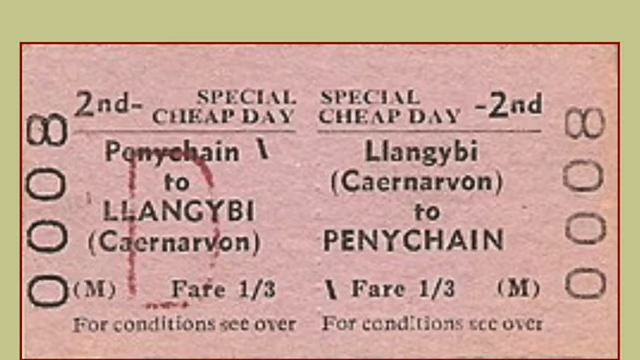 0008
2nd- SPECIAL CHEAP DAY
Penychain \
to
LLANGYBI
(Caernarvon)
(M) Fare 1/3
For conditions see over
SPECIAL CHEAP DAY -2nd
Llangybi
(Caernarvon)
to
PENYCHAIN
\ Fare 1/3 (M)
For conditions see over
0008